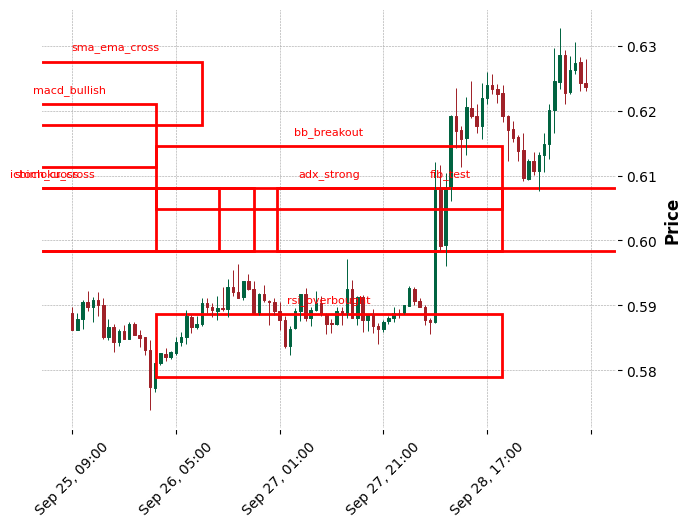 sma_ema_cross
macd_bullish
bb_breakout
stoch_cross
adx_strong
fib_test
rsi_overbought
0.63
0.62
0.61
0.60
0.59
0.58
Price
Sep 25, 09:00
Sep 26, 05:00
Sep 27, 01:00
Sep 27, 21:00
Sep 28, 17:00